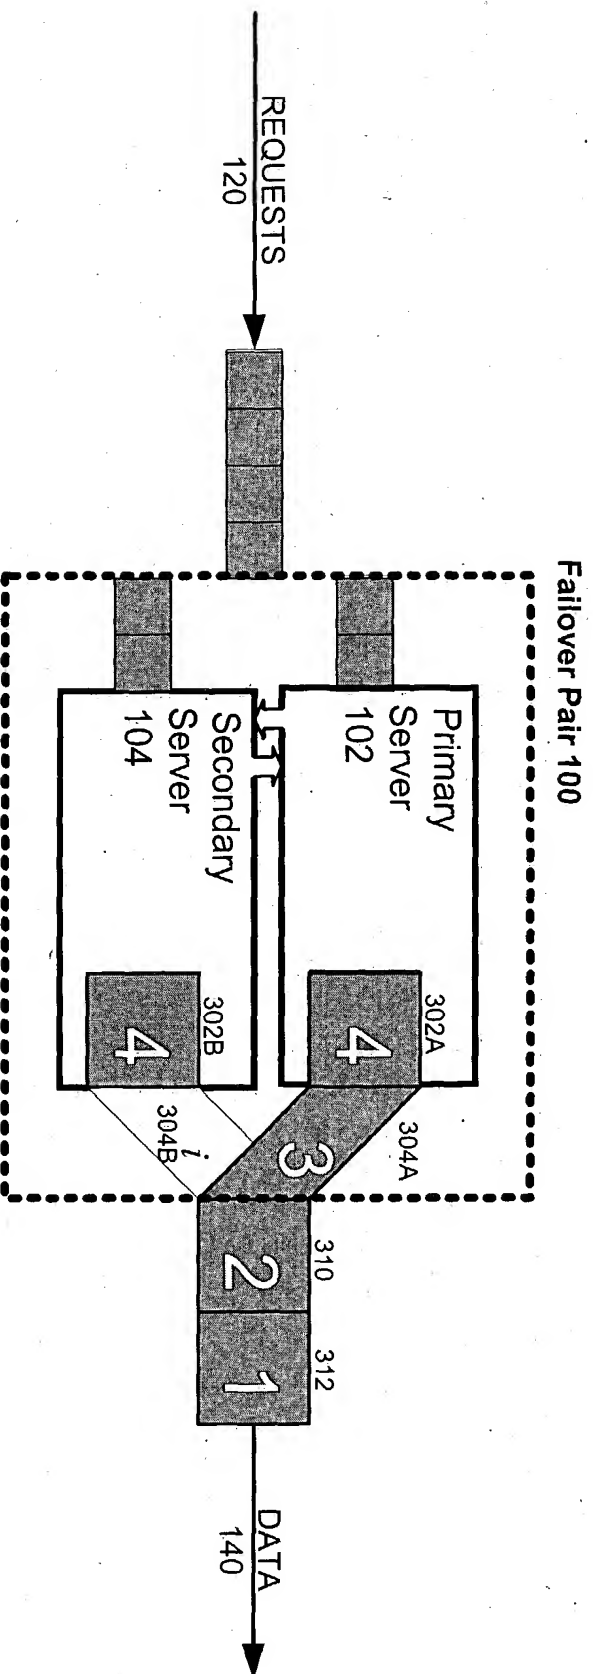 Failover Pair 100
REQUESTS
120
Primary
Server
102
302A
4
304A
3
Secondary
Server
104
302B
4
i
304B
310
2
312
1
DATA
140